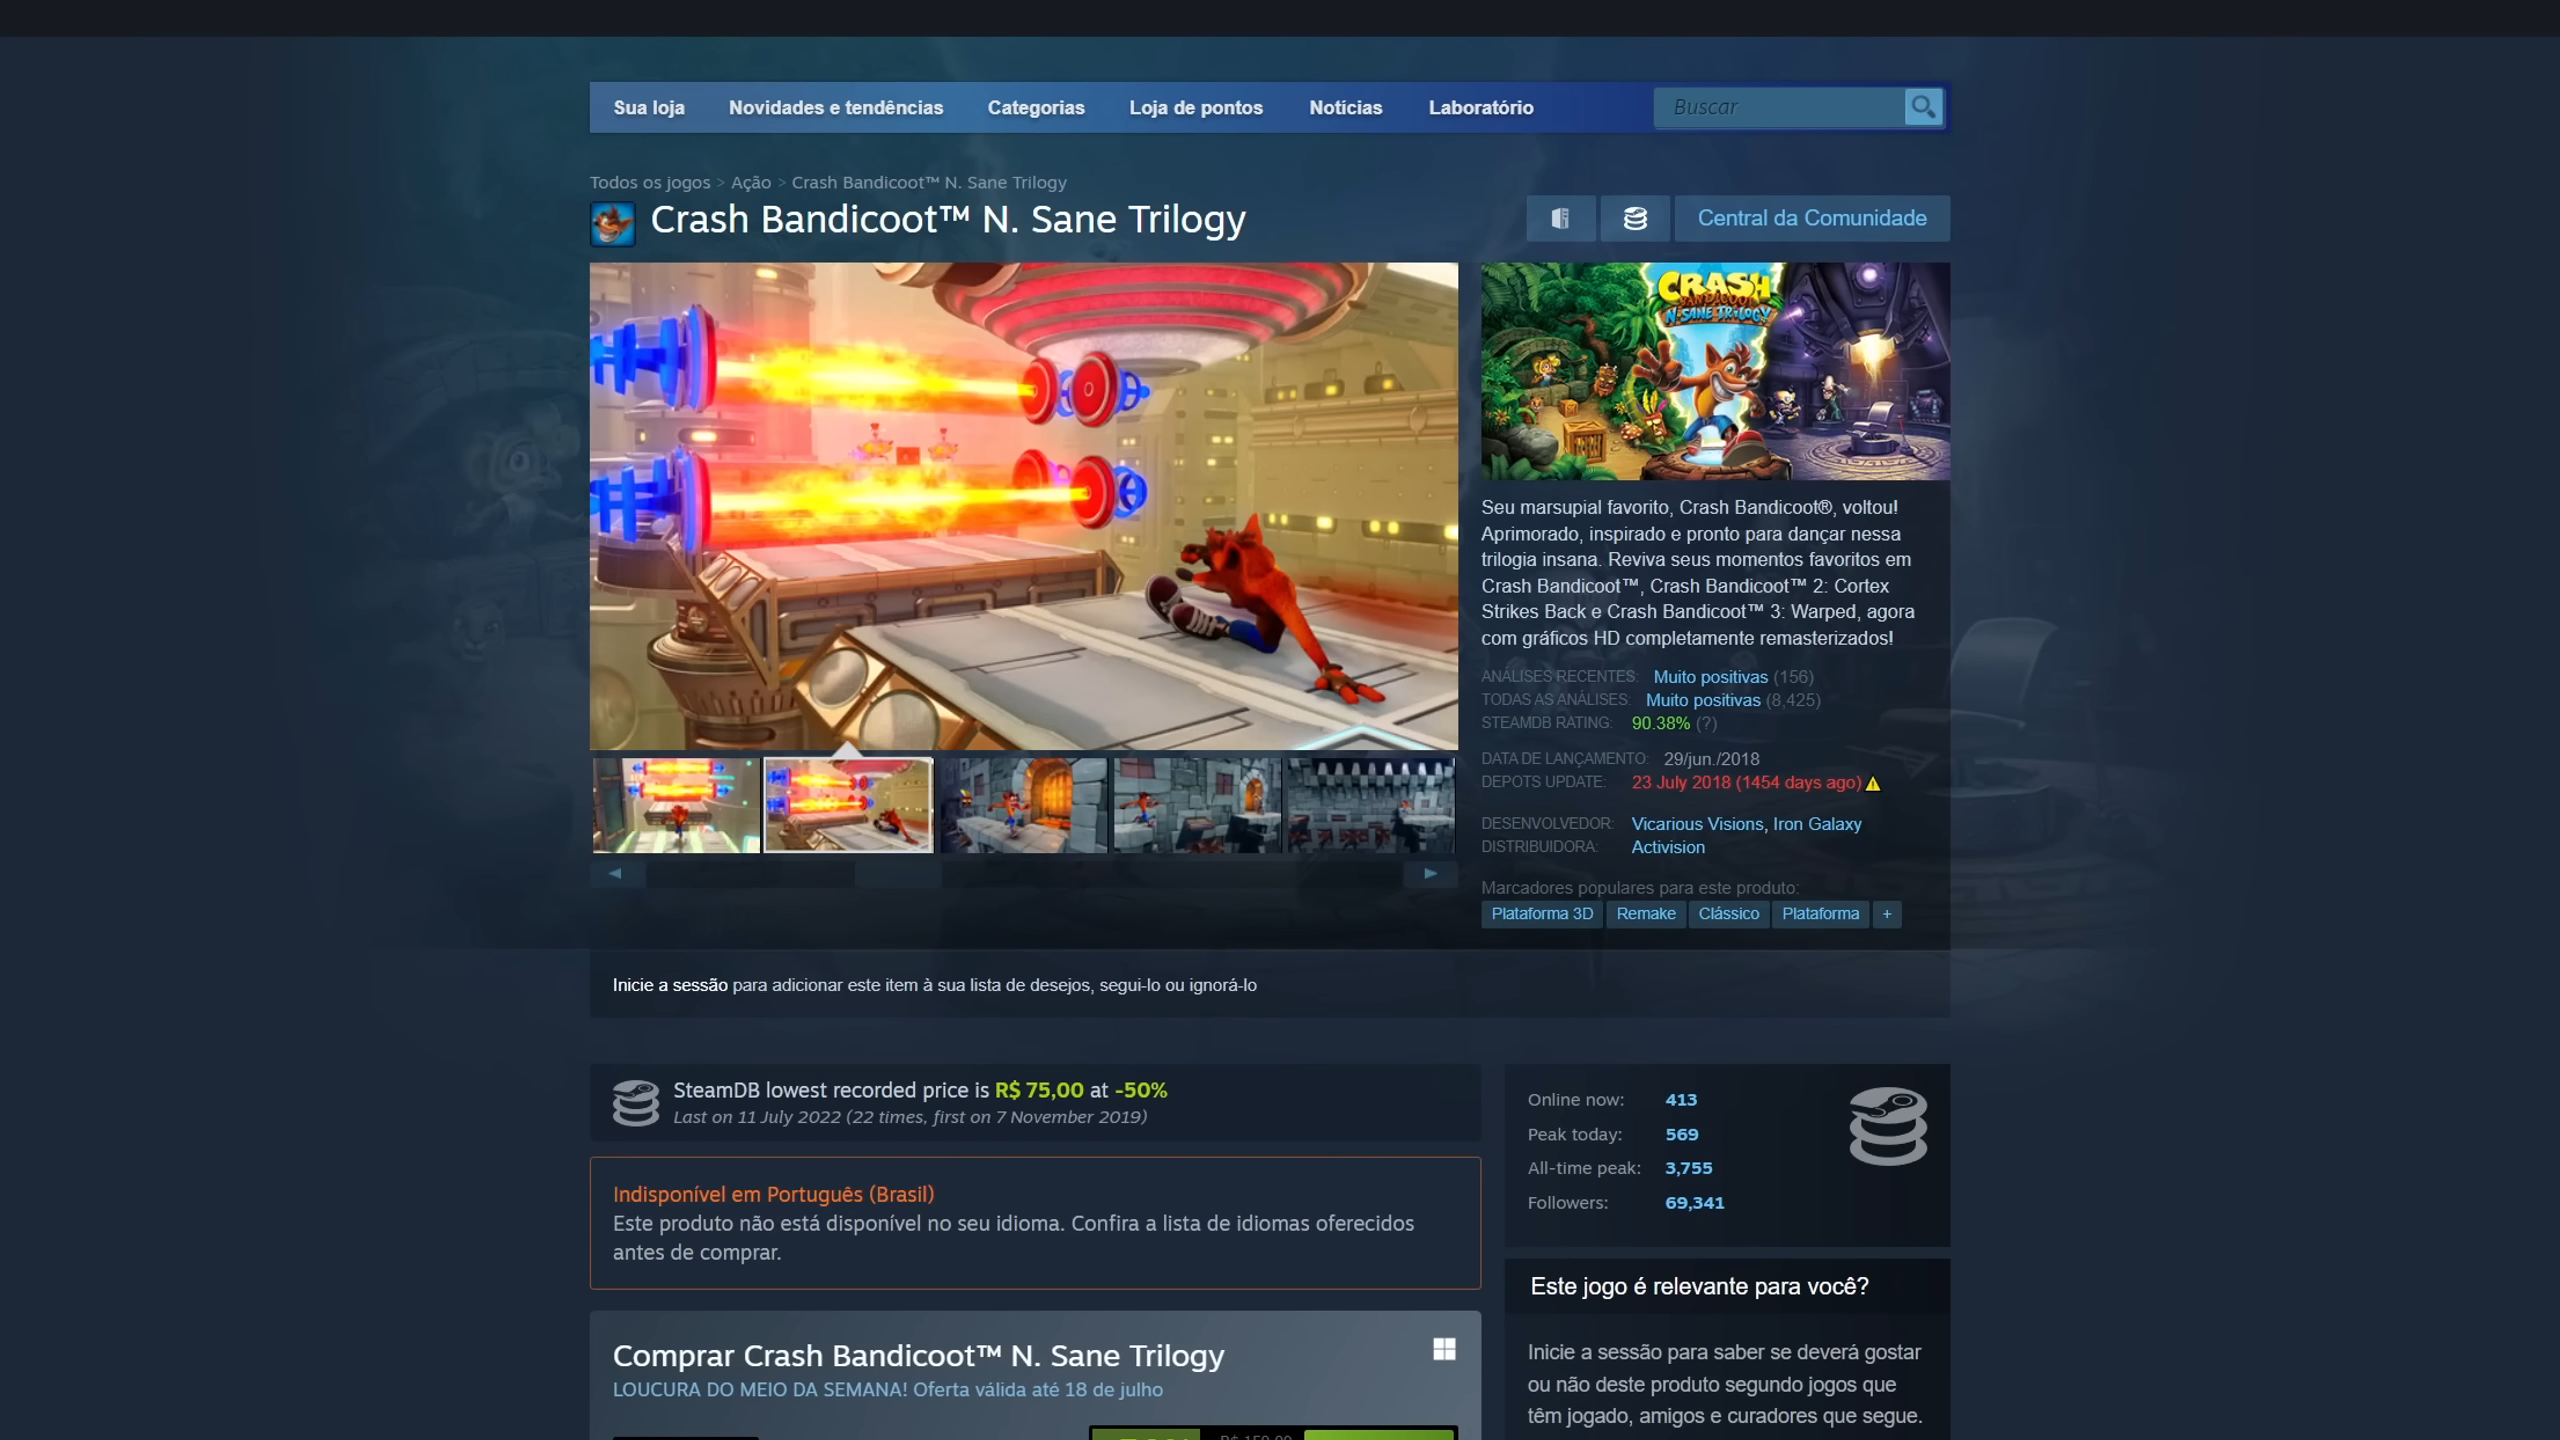 Sua loja Novidades e tendências Categorias Loja de pontos Notícias Laboratório Buscar
Todos os jogos > Ação > Crash Bandicoot™ N. Sane Trilogy
Crash Bandicoot™ N. Sane Trilogy
Central da Comunidade
CRASH
BANDICOOT
N·SANE TRILOGY
Seu marsupial favorito, Crash Bandicoot®, voltou!
Aprimorado, inspirado e pronto para dançar nessa
trilogia insana. Reviva seus momentos favoritos em
Crash Bandicoot™, Crash Bandicoot™ 2: Cortex
Strikes Back e Crash Bandicoot™ 3: Warped, agora
com gráficos HD completamente remasterizados!
ANÁLISES RECENTES: Muito positivas (156)
TODAS AS ANÁLISES: Muito positivas (8,425)
STEAMDB RATING: 90.38% (?)
DATA DE LANÇAMENTO: 29/jun./2018
DEPOTS UPDATE: 23 July 2018 (1454 days ago)
DESENVOLVEDOR: Vicarious Visions, Iron Galaxy
DISTRIBUIDORA: Activision
Marcadores populares para este produto:
Plataforma 3D Remake Clássico Plataforma +
Inicie a sessão para adicionar este item à sua lista de desejos, segui-lo ou ignorá-lo
SteamDB lowest recorded price is R$ 75,00 at -50%
Last on 11 July 2022 (22 times, first on 7 November 2019)
Indisponível em Português (Brasil)
Este produto não está disponível no seu idioma. Confira a lista de idiomas oferecidos
antes de comprar.
Comprar Crash Bandicoot™ N. Sane Trilogy
LOUCURA DO MEIO DA SEMANA! Oferta válida até 18 de julho
Online now: 413
Peak today: 569
All-time peak: 3,755
Followers: 69,341
Este jogo é relevante para você?
Inicie a sessão para saber se deverá gostar
ou não deste produto segundo jogos que
têm jogado, amigos e curadores que segue.